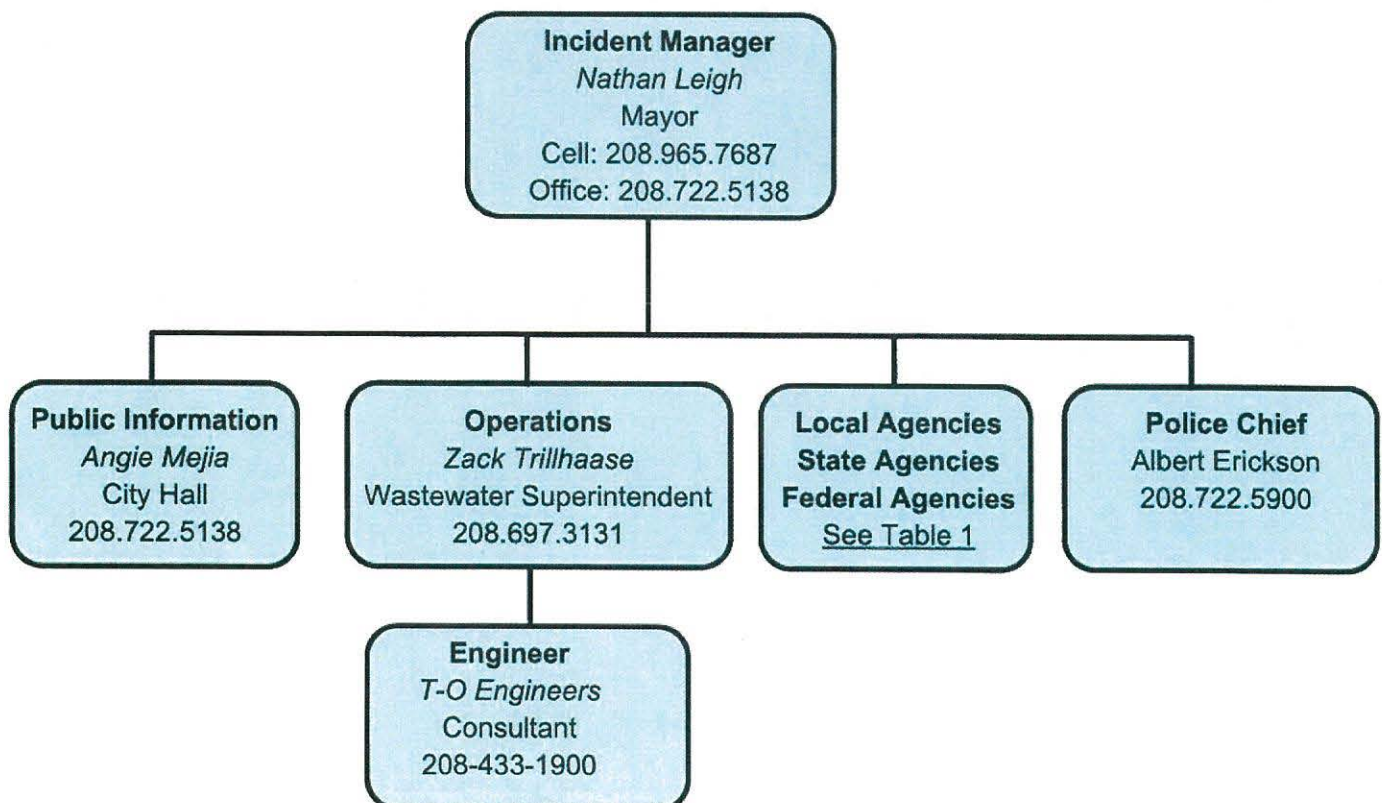 Incident Manager
Nathan Leigh
Mayor
Cell: 208.965.7687
Office: 208.722.5138
Public Information
Angie Mejia
City Hall
208.722.5138
Operations
Zack Trillhaase
Wastewater Superintendent
208.697.3131
Local Agencies
State Agencies
Federal Agencies
See Table 1
Police Chief
Albert Erickson
208.722.5900
Engineer
T-O Engineers
Consultant
208-433-1900